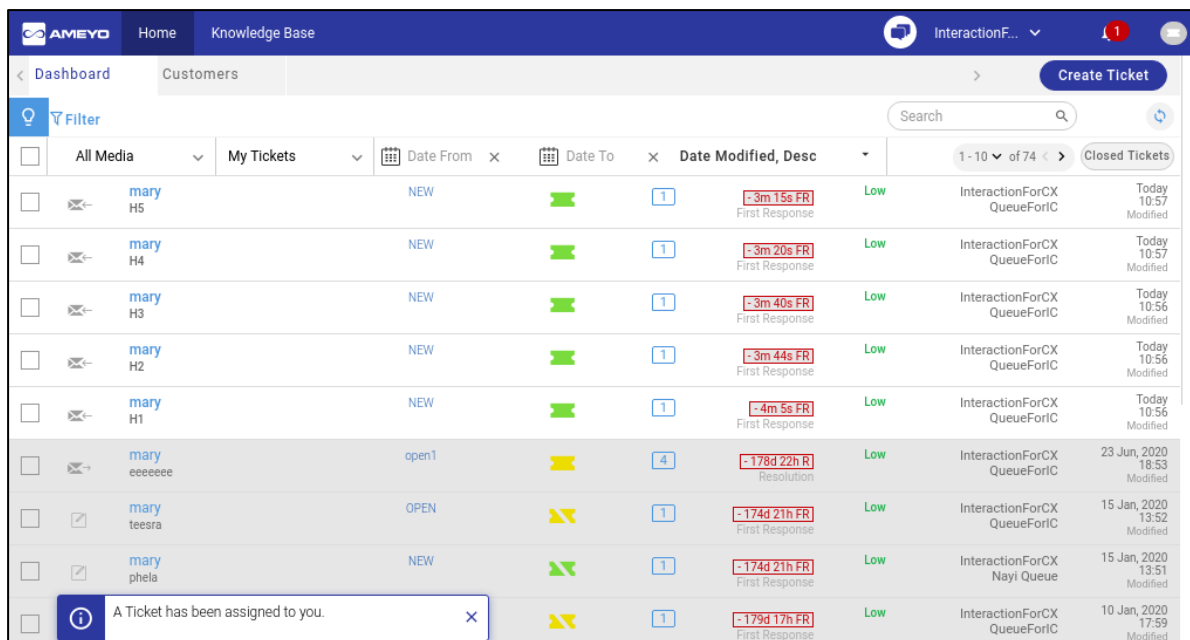 AMEYO Home Knowledge Base InteractionF... 1
Dashboard Customers Create Ticket
Filter Search
All Media My Tickets Date From x Date To x Date Modified, Desc 1 - 10 of 74 Closed Tickets
mary NEW 1 - 3m 15s FR Low InteractionForCX Today
H5 First Response QueueForIC 10:57
Modified
mary NEW 1 - 3m 20s FR Low InteractionForCX Today
H4 First Response QueueForIC 10:57
Modified
mary NEW 1 - 3m 40s FR Low InteractionForCX Today
H3 First Response QueueForIC 10:56
Modified
mary NEW 1 - 3m 44s FR Low InteractionForCX Today
H2 First Response QueueForIC 10:56
Modified
mary NEW 1 - 4m 5s FR Low InteractionForCX Today
H1 First Response QueueForIC 10:56
Modified
mary open1 4 - 178d 22h R Low InteractionForCX 23 Jun, 2020
eeeeeee Resolution QueueForIC 18:53
Modified
mary OPEN 1 - 174d 21h FR Low InteractionForCX 15 Jan, 2020
teesra First Response QueueForIC 13:52
Modified
mary NEW 1 - 174d 21h FR Low InteractionForCX 15 Jan, 2020
phela First Response Nayi Queue 13:51
Modified
A Ticket has been assigned to you. x
1 - 179d 17h FR Low InteractionForCX 10 Jan, 2020
First Response QueueForIC 17:59
Modified